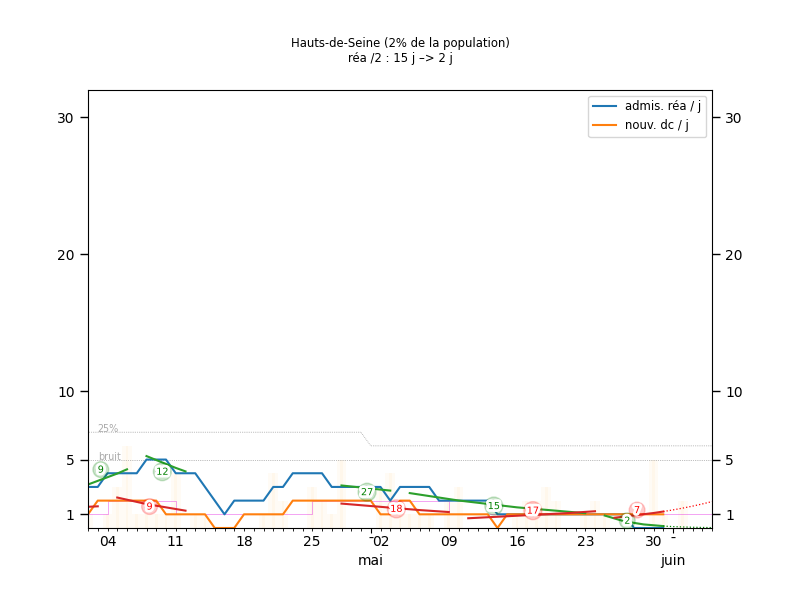 Hauts-de-Seine (2% de la population)
réa /2 : 15 j –> 2 j
admis. réa / j
nouv. dc / j
30 30
20 20
10 10
25%
bruit
5 5
9 12 27 15 2
9 18 17 7
1 1
04 11 18 25 02 09 16 23 30
mai juin